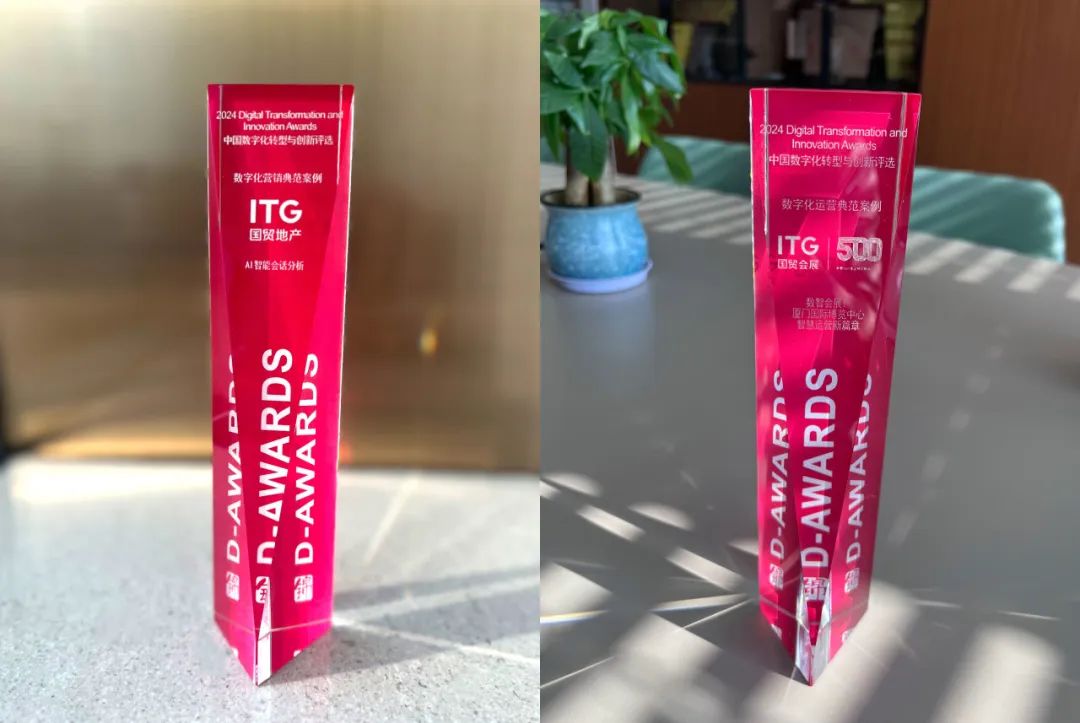 2024 Digital Transformation and
Innovation Awards
中国数字化转型与创新评选
数字化营销典范案例
ITG
国贸地产
AI 智能会话分析
D-AWARDS
D-AWARDS
D-AWARDS
2024 Digital Transformation and
Innovation Awards
中国数字化转型与创新评选
数字化运营典范案例
ITG
国贸会展
500
数智会展:
厦门国际博览中心
智慧运营新篇章
D-AWARDS
D-AWARDS
D-AWARDS